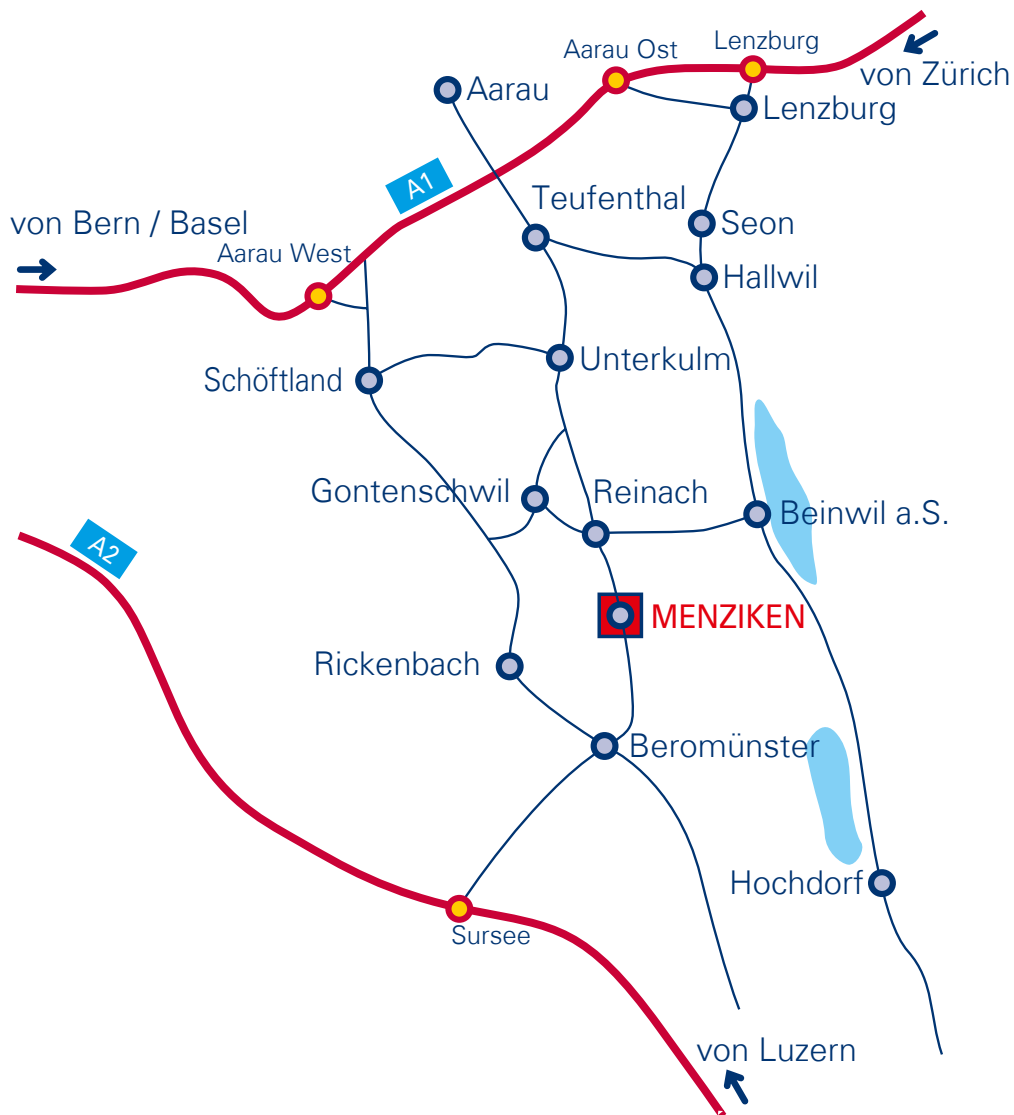 Lenzburg
Aarau Ost
von Zürich
Aarau
Lenzburg
A1
Teufenthal
von Bern / Basel
Seon
Aarau West
Hallwil
Unterkulm
Schöftland
Gontenschwil
Reinach
Beinwil a.S.
A2
MENZIKEN
Rickenbach
Beromünster
Hochdorf
Sursee
von Luzern